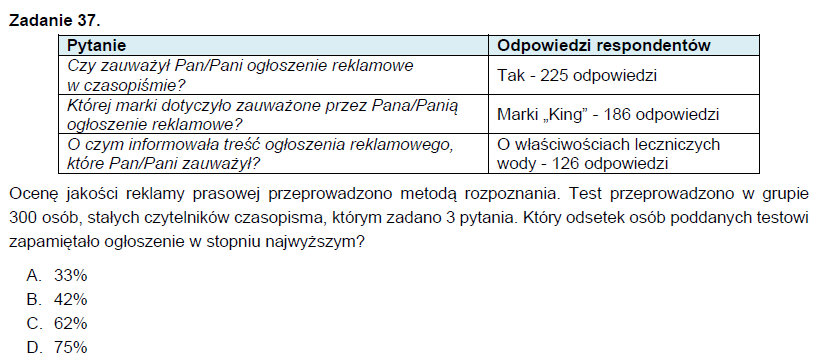 Zadanie 37.
Pytanie
Odpowiedzi respondentów
Czy zauważył Pan/Pani ogłoszenie reklamowe
w czasopiśmie?
Tak - 225 odpowiedzi
Której marki dotyczyło zauważone przez Pana/Panią
ogłoszenie reklamowe?
Marki „King” - 186 odpowiedzi
O czym informowała treść ogłoszenia reklamowego,
które Pan/Pani zauważył?
O właściwościach leczniczych
wody - 126 odpowiedzi
Ocenę jakości reklamy prasowej przeprowadzono metodą rozpoznania. Test przeprowadzono w grupie
300 osób, stałych czytelników czasopisma, którym zadano 3 pytania. Który odsetek osób poddanych testowi
zapamiętało ogłoszenie w stopniu najwyższym?
A. 33%
B. 42%
C. 62%
D. 75%